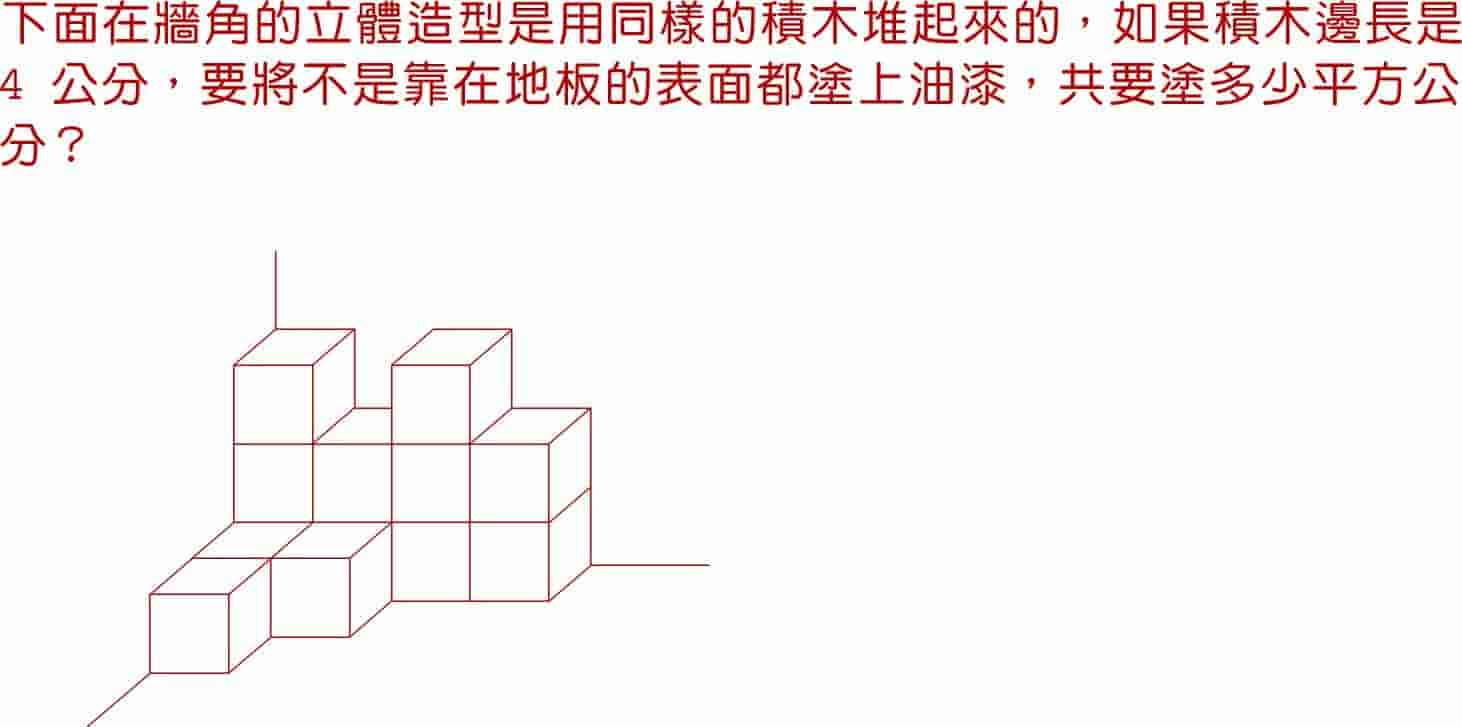 下面在牆角的立體造型是用同樣的積木堆起來的，如果積木邊長是
4 公分，要將不是靠在地板的表面都塗上油漆，共要塗多少平方公
分？